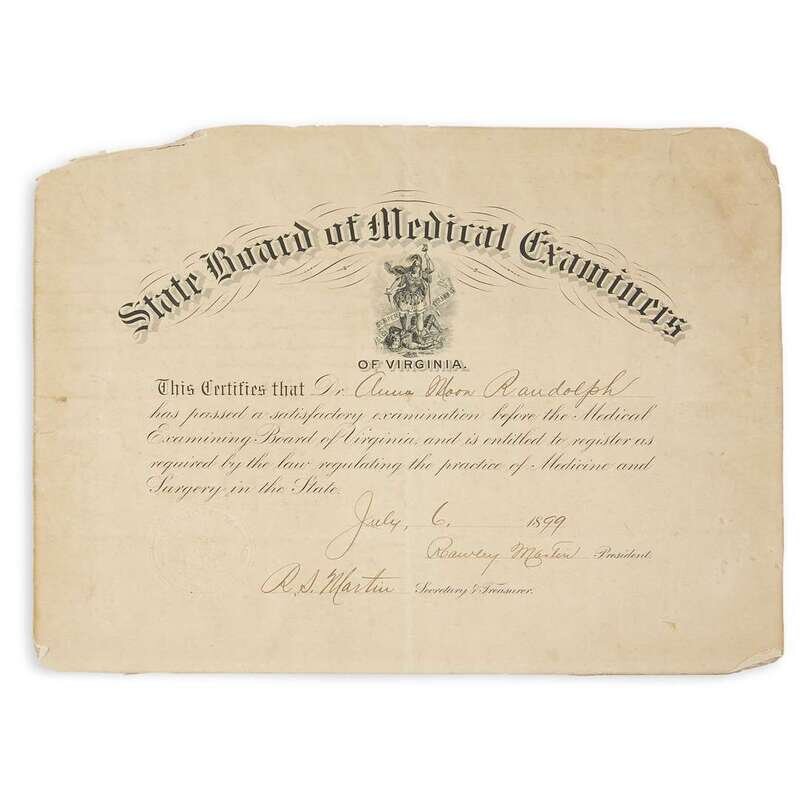 State Board of Medical Examiners
OF VIRGINIA.
This Certifies that Dr. Anna Moon Randolph
has passed a satisfactory examination before the Medical
Examining Board of Virginia, and is entitled to register as
required by the law regulating the practice of Medicine and
Surgery in the State.
July, 6, 1899
Rawley Martin President.
R. S. Martin Secretary & Treasurer.